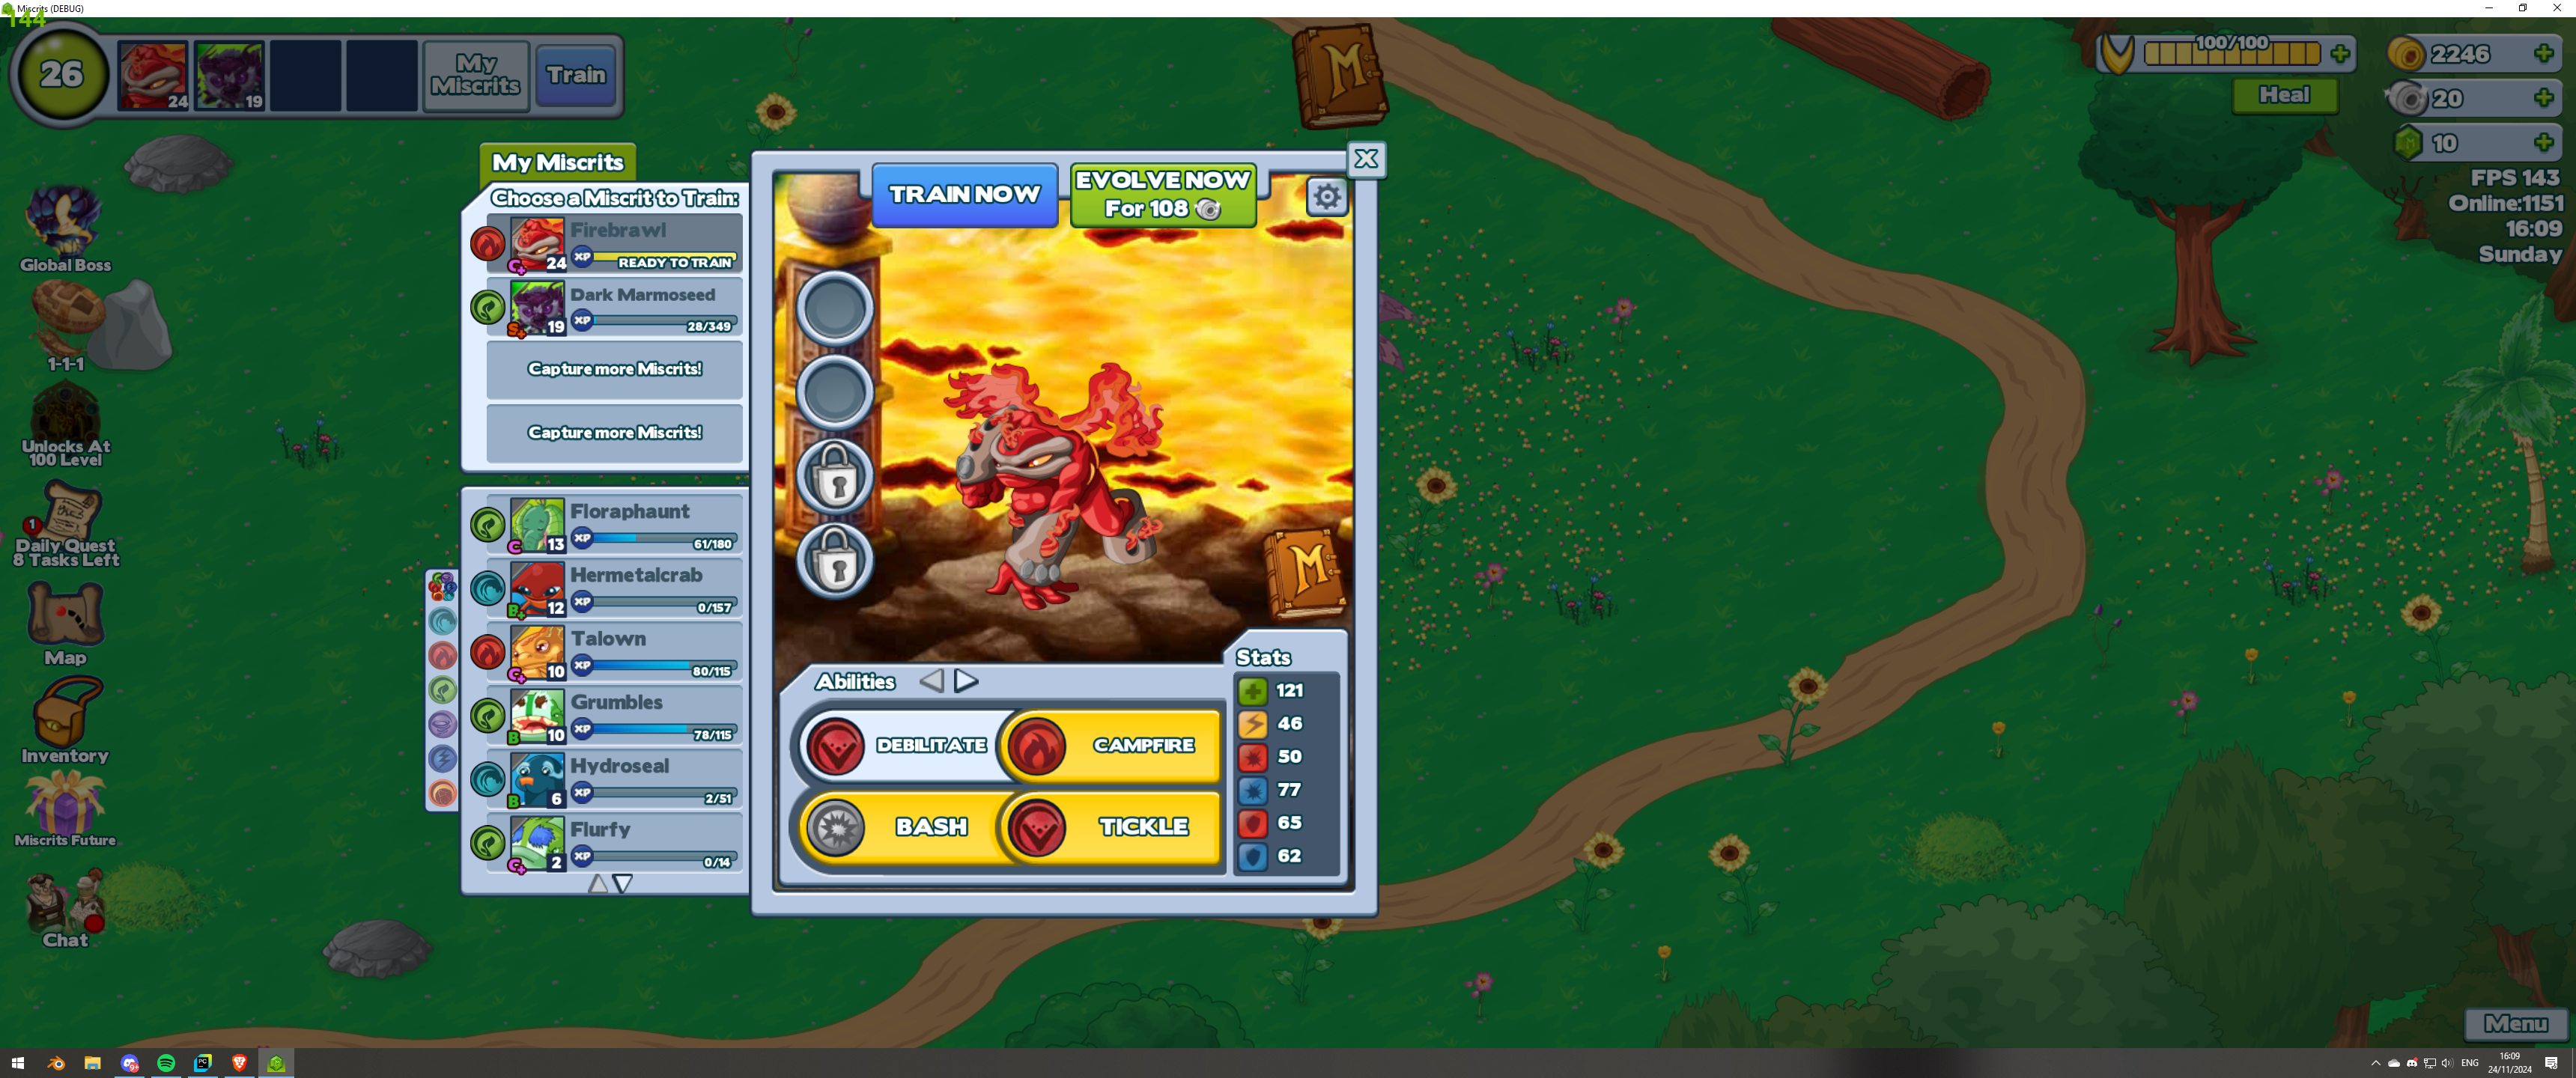 Miscrits (DEBUG)
144
26
24
19
My
Miscrits
Train
100/100
Heal
2246
20
10
FPS 143
Online:1151
16:09
Sunday
Global Boss
1-1-1
Unlocks At
100 Level
1
Daily Quest
8 Tasks Left
Map
Inventory
Miscrits Future
Chat
My Miscrits
Choose a Miscrit to Train:
Firebrawl
C+
24
XP
READY TO TRAIN
Dark Marmoseed
S+
19
XP
28/349
Capture more Miscrits!
Capture more Miscrits!
Floraphaunt
C
13
XP
61/180
Hermetalcrab
B+
12
XP
0/157
Talown
C+
10
XP
80/115
Grumbles
B
10
XP
78/115
Hydroseal
B
6
XP
2/51
Flurfy
C+
2
XP
0/14
TRAIN NOW
EVOLVE NOW
For 108
X
M
M
Abilities
DEBILITATE
CAMPFIRE
BASH
TICKLE
Stats
121
46
50
77
65
62
Menu
PC
ENG
16:09
24/11/2024